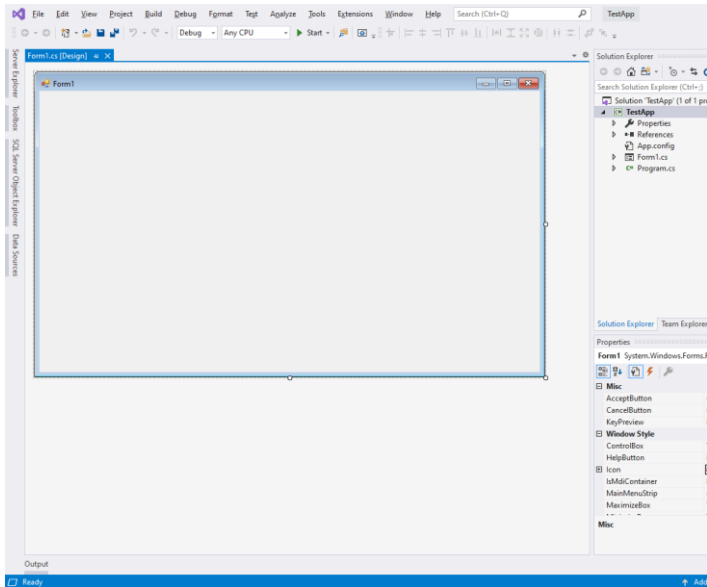 File Edit View Project Build Debug Format Test Analyze Tools Extensions Window Help Search (Ctrl+Q) TestApp
Debug Any CPU Start
Form1.cs [Design]
Server Explorer
Toolbox
SQL Server Object Explorer
Data Sources
Form1
Solution Explorer
Search Solution Explorer (Ctrl+;)
Solution 'TestApp' (1 of 1 pro
TestApp
Properties
References
App.config
Form1.cs
C# Program.cs
Solution Explorer Team Explorer
Properties
Form1 System.Windows.Forms.F
Misc
AcceptButton
CancelButton
KeyPreview
Window Style
ControlBox
HelpButton
Icon
IsMdiContainer
MainMenuStrip
MaximizeBox
Misc
Output
Ready Add